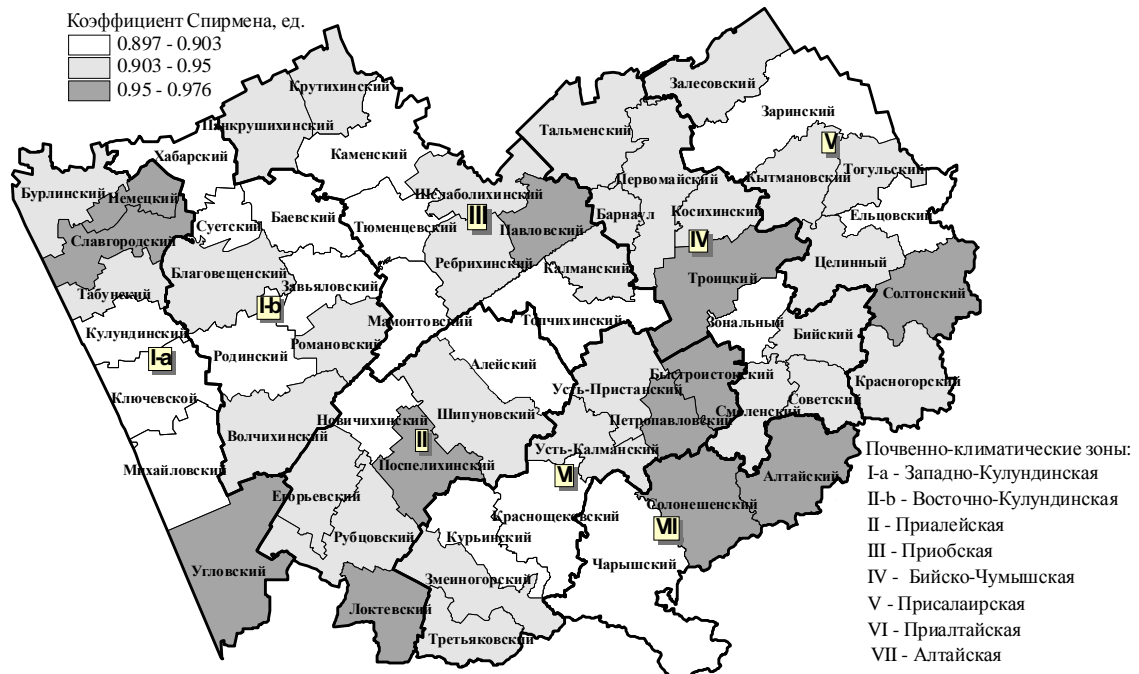 Коэффициент Спирмена, ед.
0.897 - 0.903
0.903 - 0.95
0.95 - 0.976
Крутихинский
Залесовский
Панкрушихинский
Заринский
Тальменский
Хабарский
Каменский
V
Тогульский
Бурлинский
Немецкий
Шелаболихинский
Первомайский
Кытмановский
Суетский
Баевский
Тюменцевский
III
Барнаул
Косихинский
Ельцовский
Славгородский
Павловский
IV
Благовещенский
Ребрихинский
Калманский
Троицкий
Целинный
Табунский
Завьяловский
Солтонский
I-b
Мамонтовский
Топчихинский
Зональный
Кулундинский
Бийский
I-a
Родинский
Романовский
Алейский
Ключевской
Усть-Пристанский
Быстроистокский
Красногорский
Новичихинский
Шипуновский
Петропавловский
Смоленский
Советский
Волчихинский
II
Усть-Калманский
Михайловский
Поспелихинский
VI
Алтайский
Егорьевский
Краснощековский
Солонешенский
Рубцовский
Курьинский
VII
Чарышский
Угловский
Змеиногорский
Локтевский
Третьяковский
Почвенно-климатические зоны:
I-a - Западно-Кулундинская
II-b - Восточно-Кулундинская
II - Приалейская
III - Приобская
IV - Бийско-Чумышская
V - Присалаирская
VI - Приалтайская
VII - Алтайская